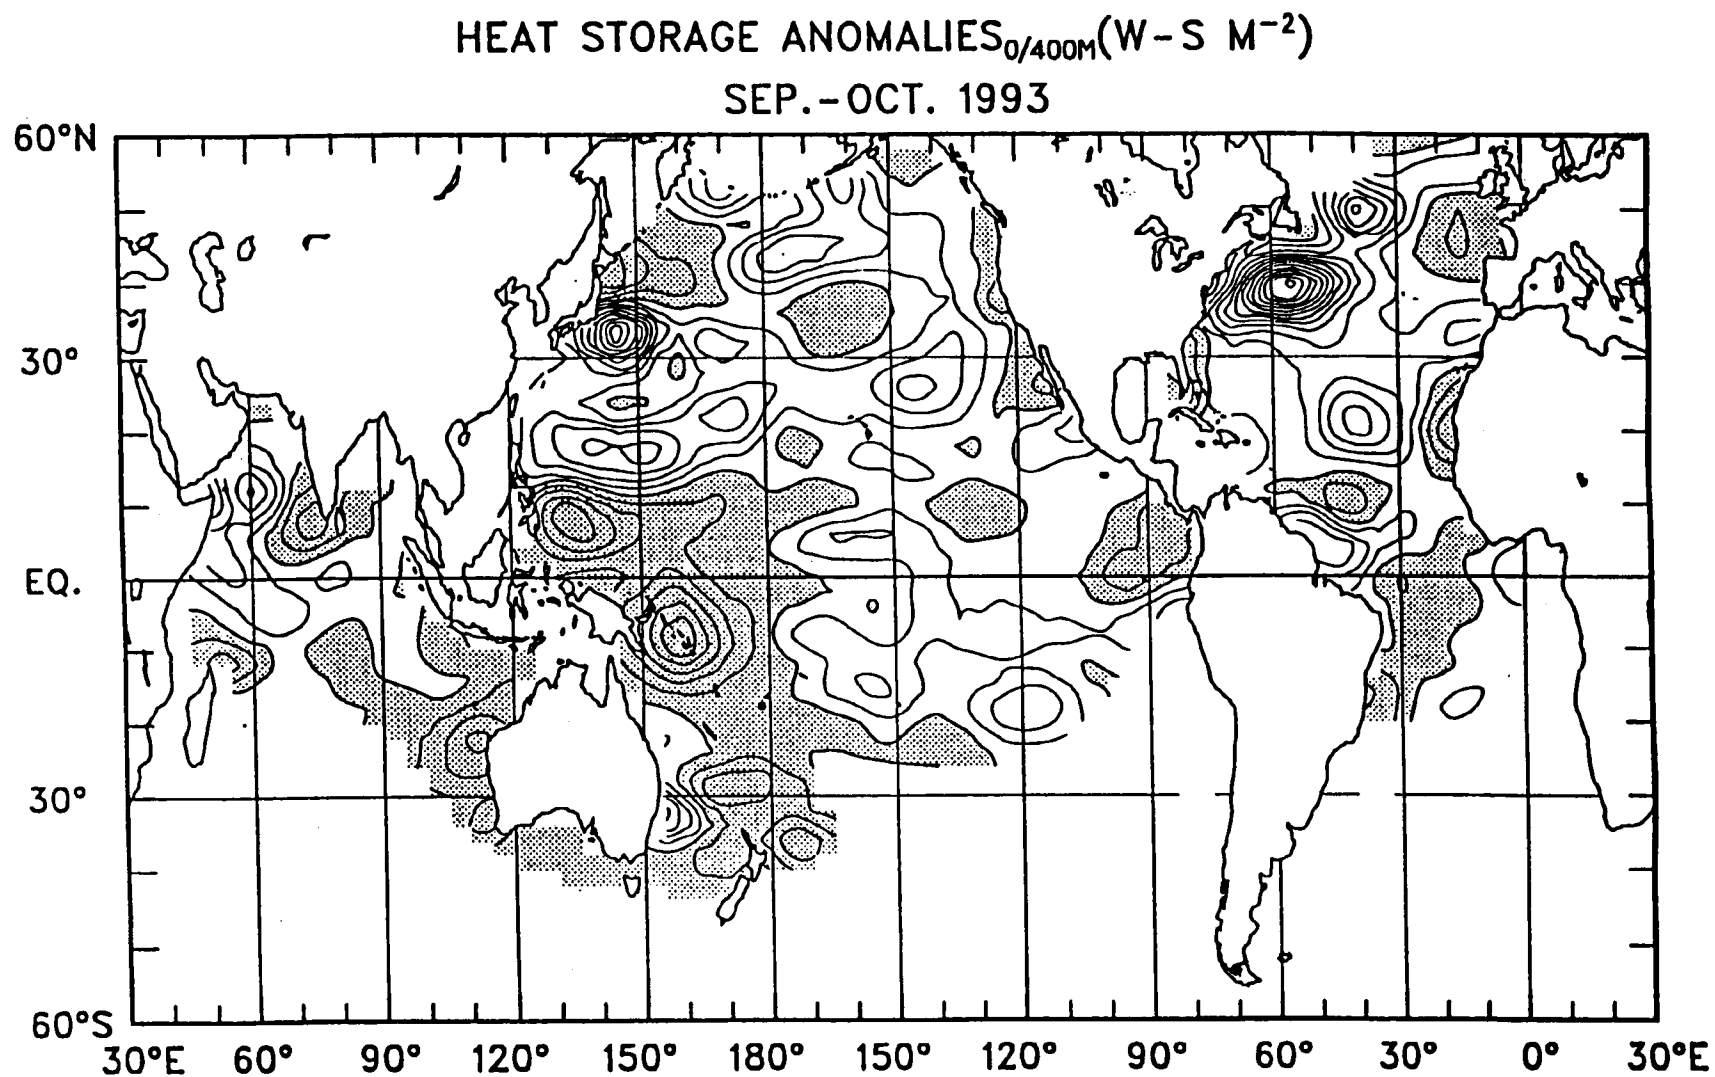 HEAT STORAGE ANOMALIES0/400M(W-S M⁻²)
SEP.-OCT. 1993
60°N
30°
EQ.
30°
60°S
30°E 60° 90° 120° 150° 180° 150° 120° 90° 60° 30° 0° 30°E